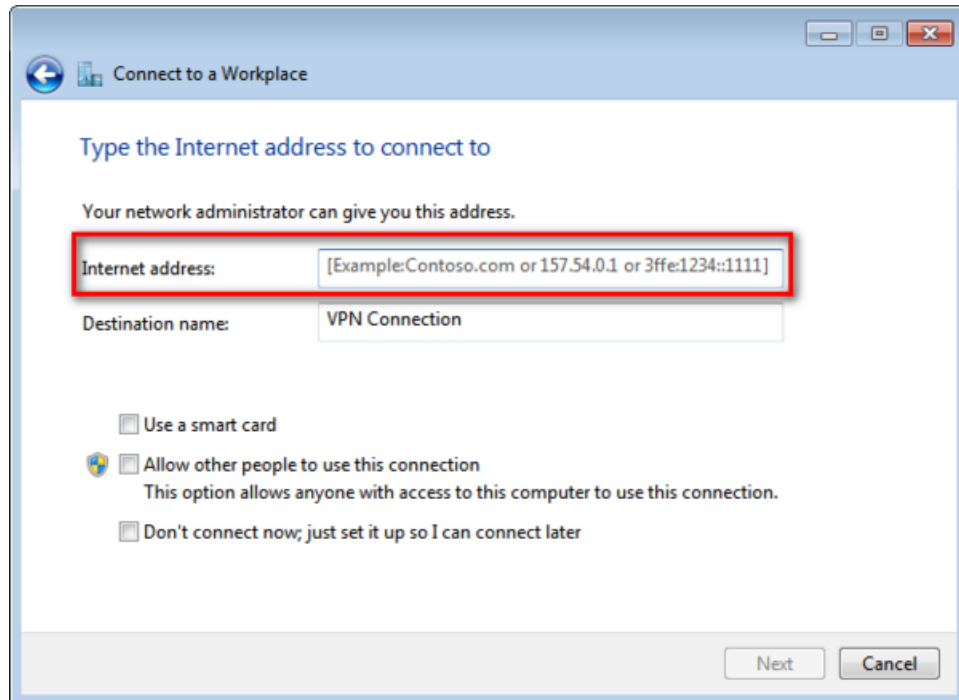 Connect to a Workplace
Type the Internet address to connect to
Your network administrator can give you this address.
Internet address: [Example:Contoso.com or 157.54.0.1 or 3ffe:1234::1111]
Destination name: VPN Connection
Use a smart card
Allow other people to use this connection
This option allows anyone with access to this computer to use this connection.
Don't connect now; just set it up so I can connect later
Next Cancel